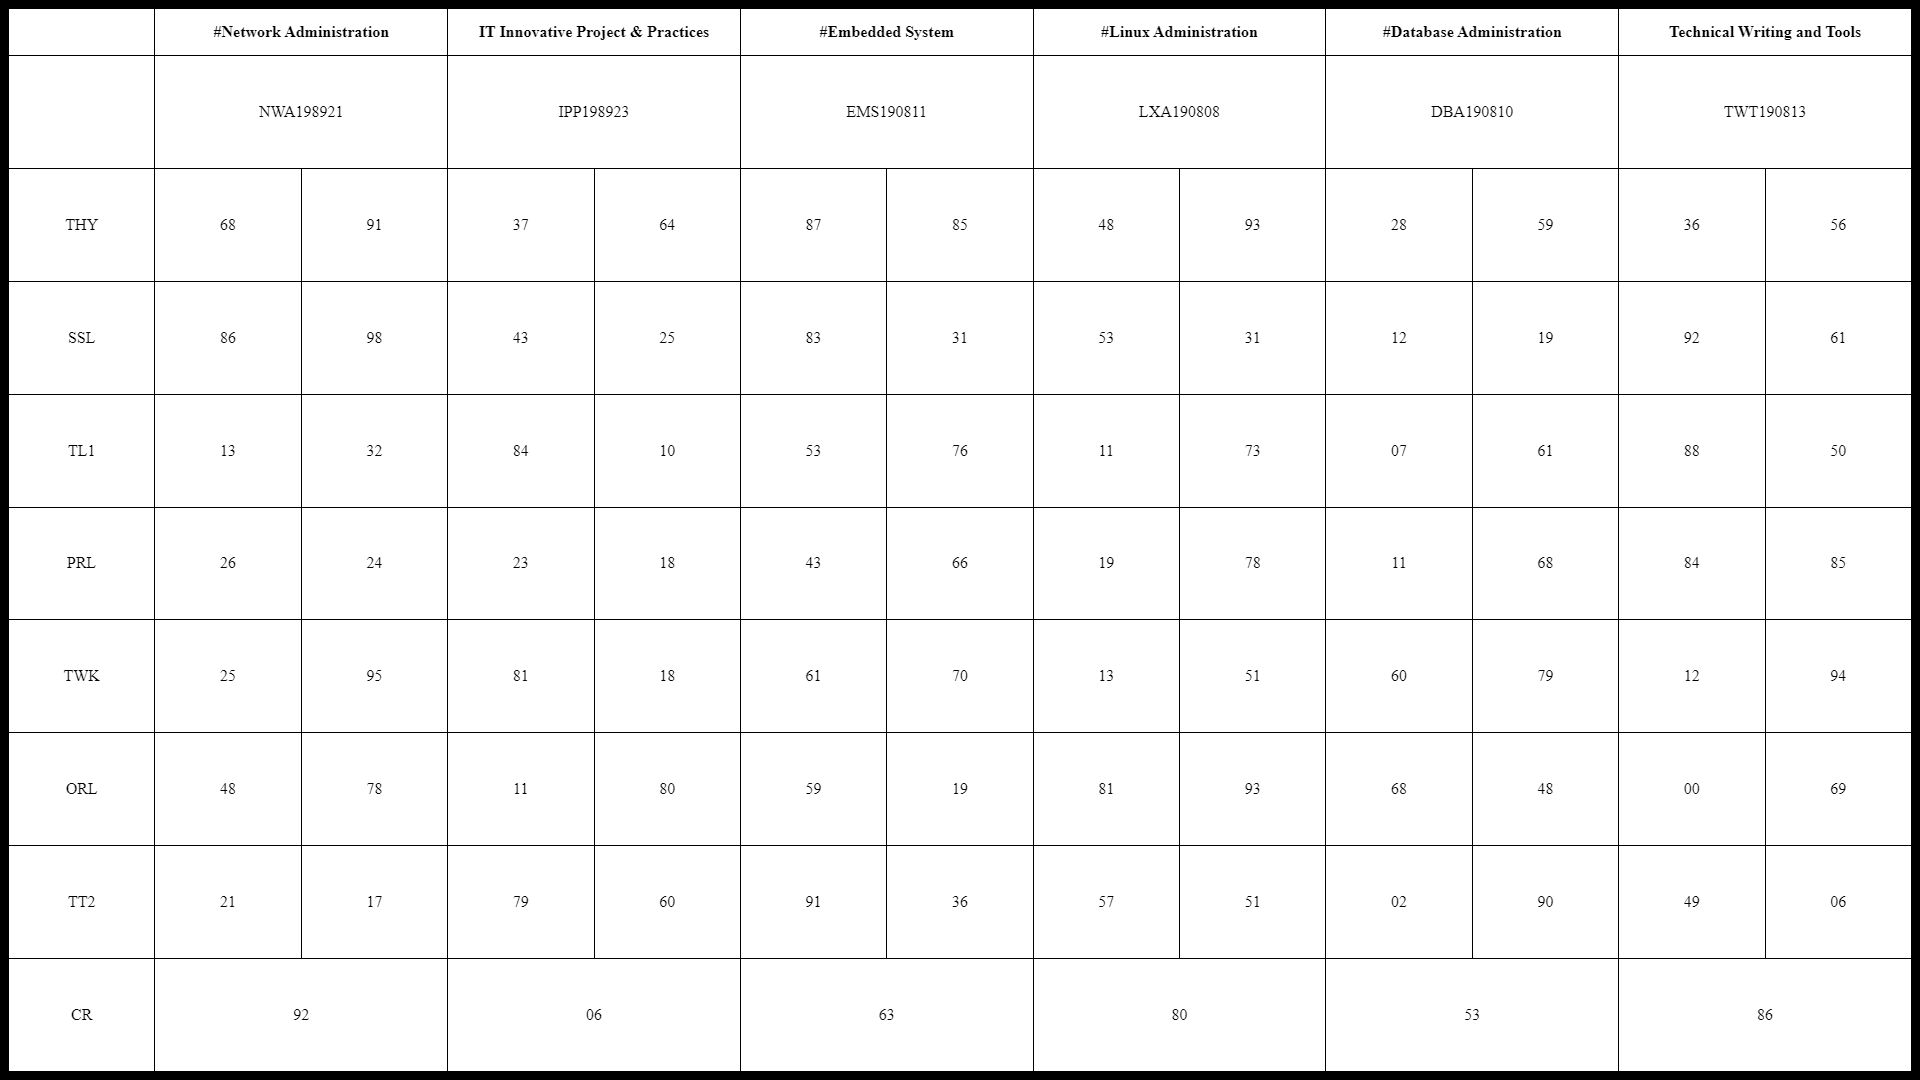 #Network Administration IT Innovative Project & Practices #Embedded System #Linux Administration #Database Administration Technical Writing and Tools
NWA198921 IPP198923 EMS190811 LXA190808 DBA190810 TWT190813
THY 68 91 37 64 87 85 48 93 28 59 36 56
SSL 86 98 43 25 83 31 53 31 12 19 92 61
TL1 13 32 84 10 53 76 11 73 07 61 88 50
PRL 26 24 23 18 43 66 19 78 11 68 84 85
TWK 25 95 81 18 61 70 13 51 60 79 12 94
ORL 48 78 11 80 59 19 81 93 68 48 00 69
TT2 21 17 79 60 91 36 57 51 02 90 49 06
CR 92 06 63 80 53 86